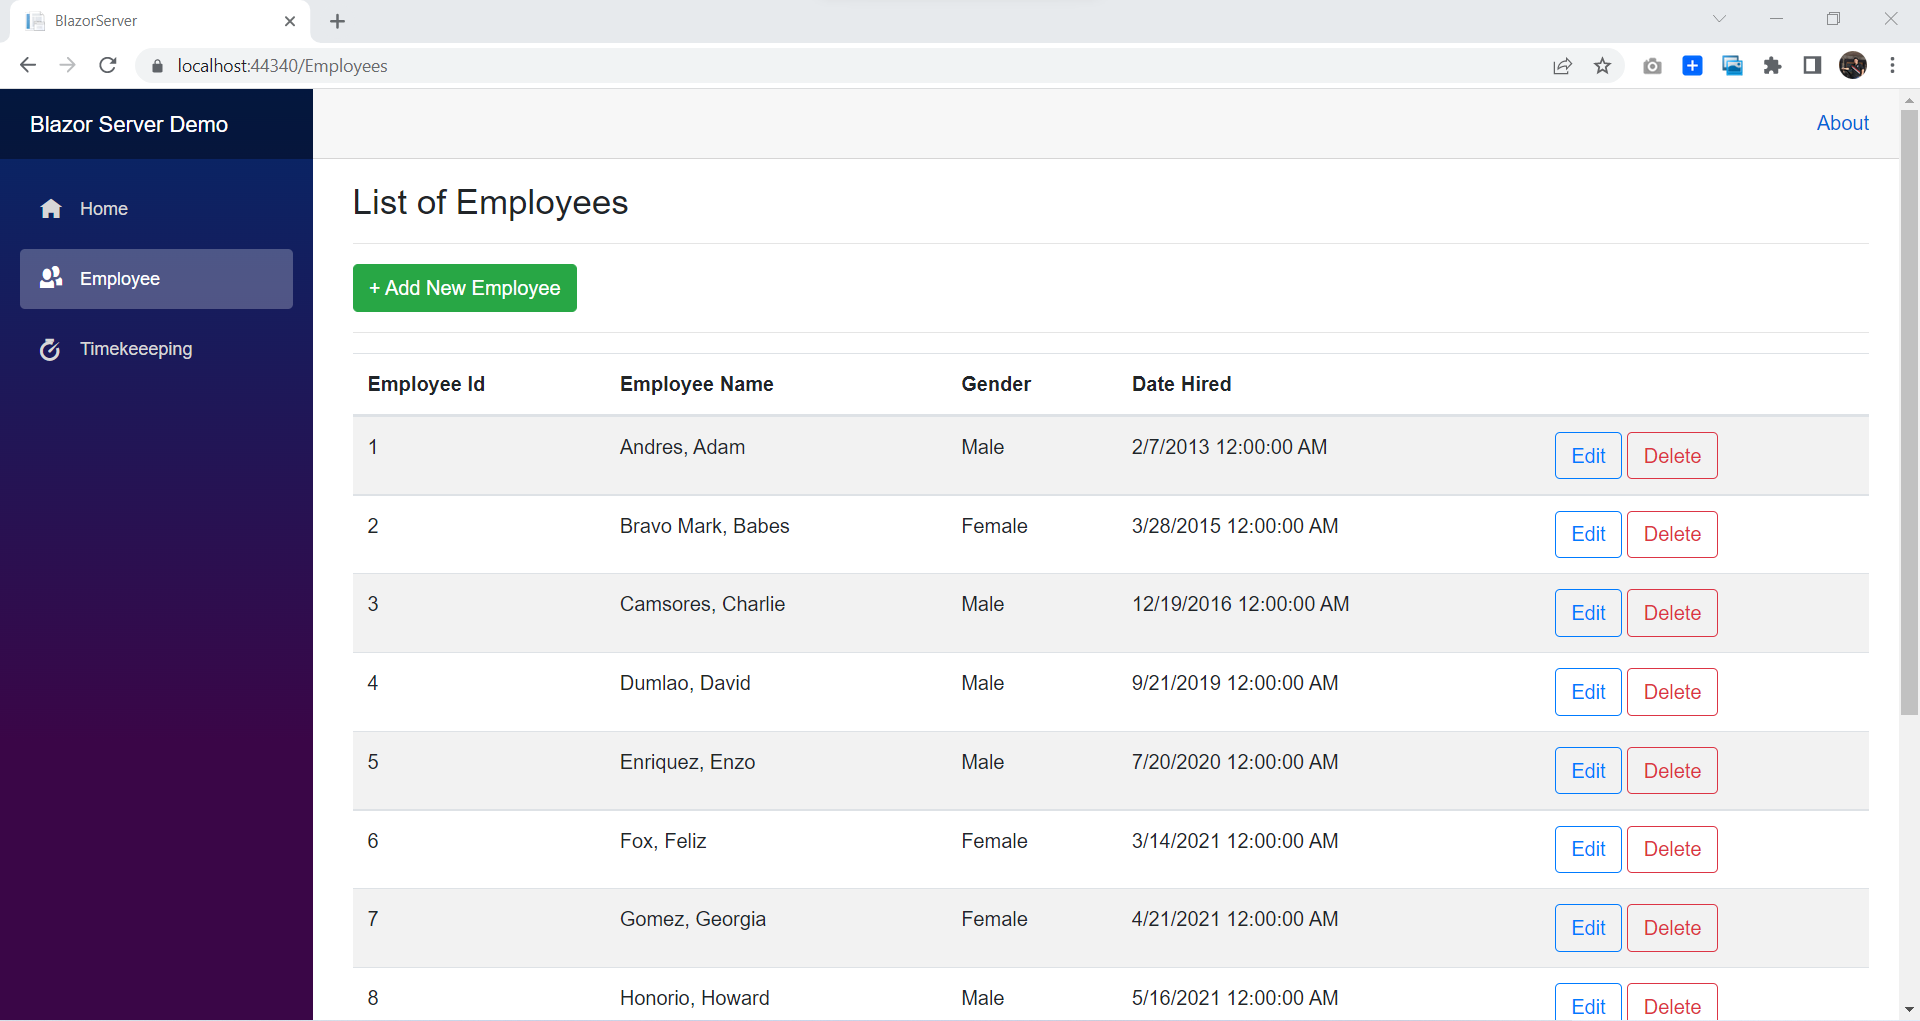 BlazorServer
localhost:44340/Employees
Blazor Server Demo
About
Home
Employee
Timekeeeping
List of Employees
+ Add New Employee
Employee Id Employee Name Gender Date Hired
1 Andres, Adam Male 2/7/2013 12:00:00 AM Edit Delete
2 Bravo Mark, Babes Female 3/28/2015 12:00:00 AM Edit Delete
3 Camsores, Charlie Male 12/19/2016 12:00:00 AM Edit Delete
4 Dumlao, David Male 9/21/2019 12:00:00 AM Edit Delete
5 Enriquez, Enzo Male 7/20/2020 12:00:00 AM Edit Delete
6 Fox, Feliz Female 3/14/2021 12:00:00 AM Edit Delete
7 Gomez, Georgia Female 4/21/2021 12:00:00 AM Edit Delete
8 Honorio, Howard Male 5/16/2021 12:00:00 AM Edit Delete